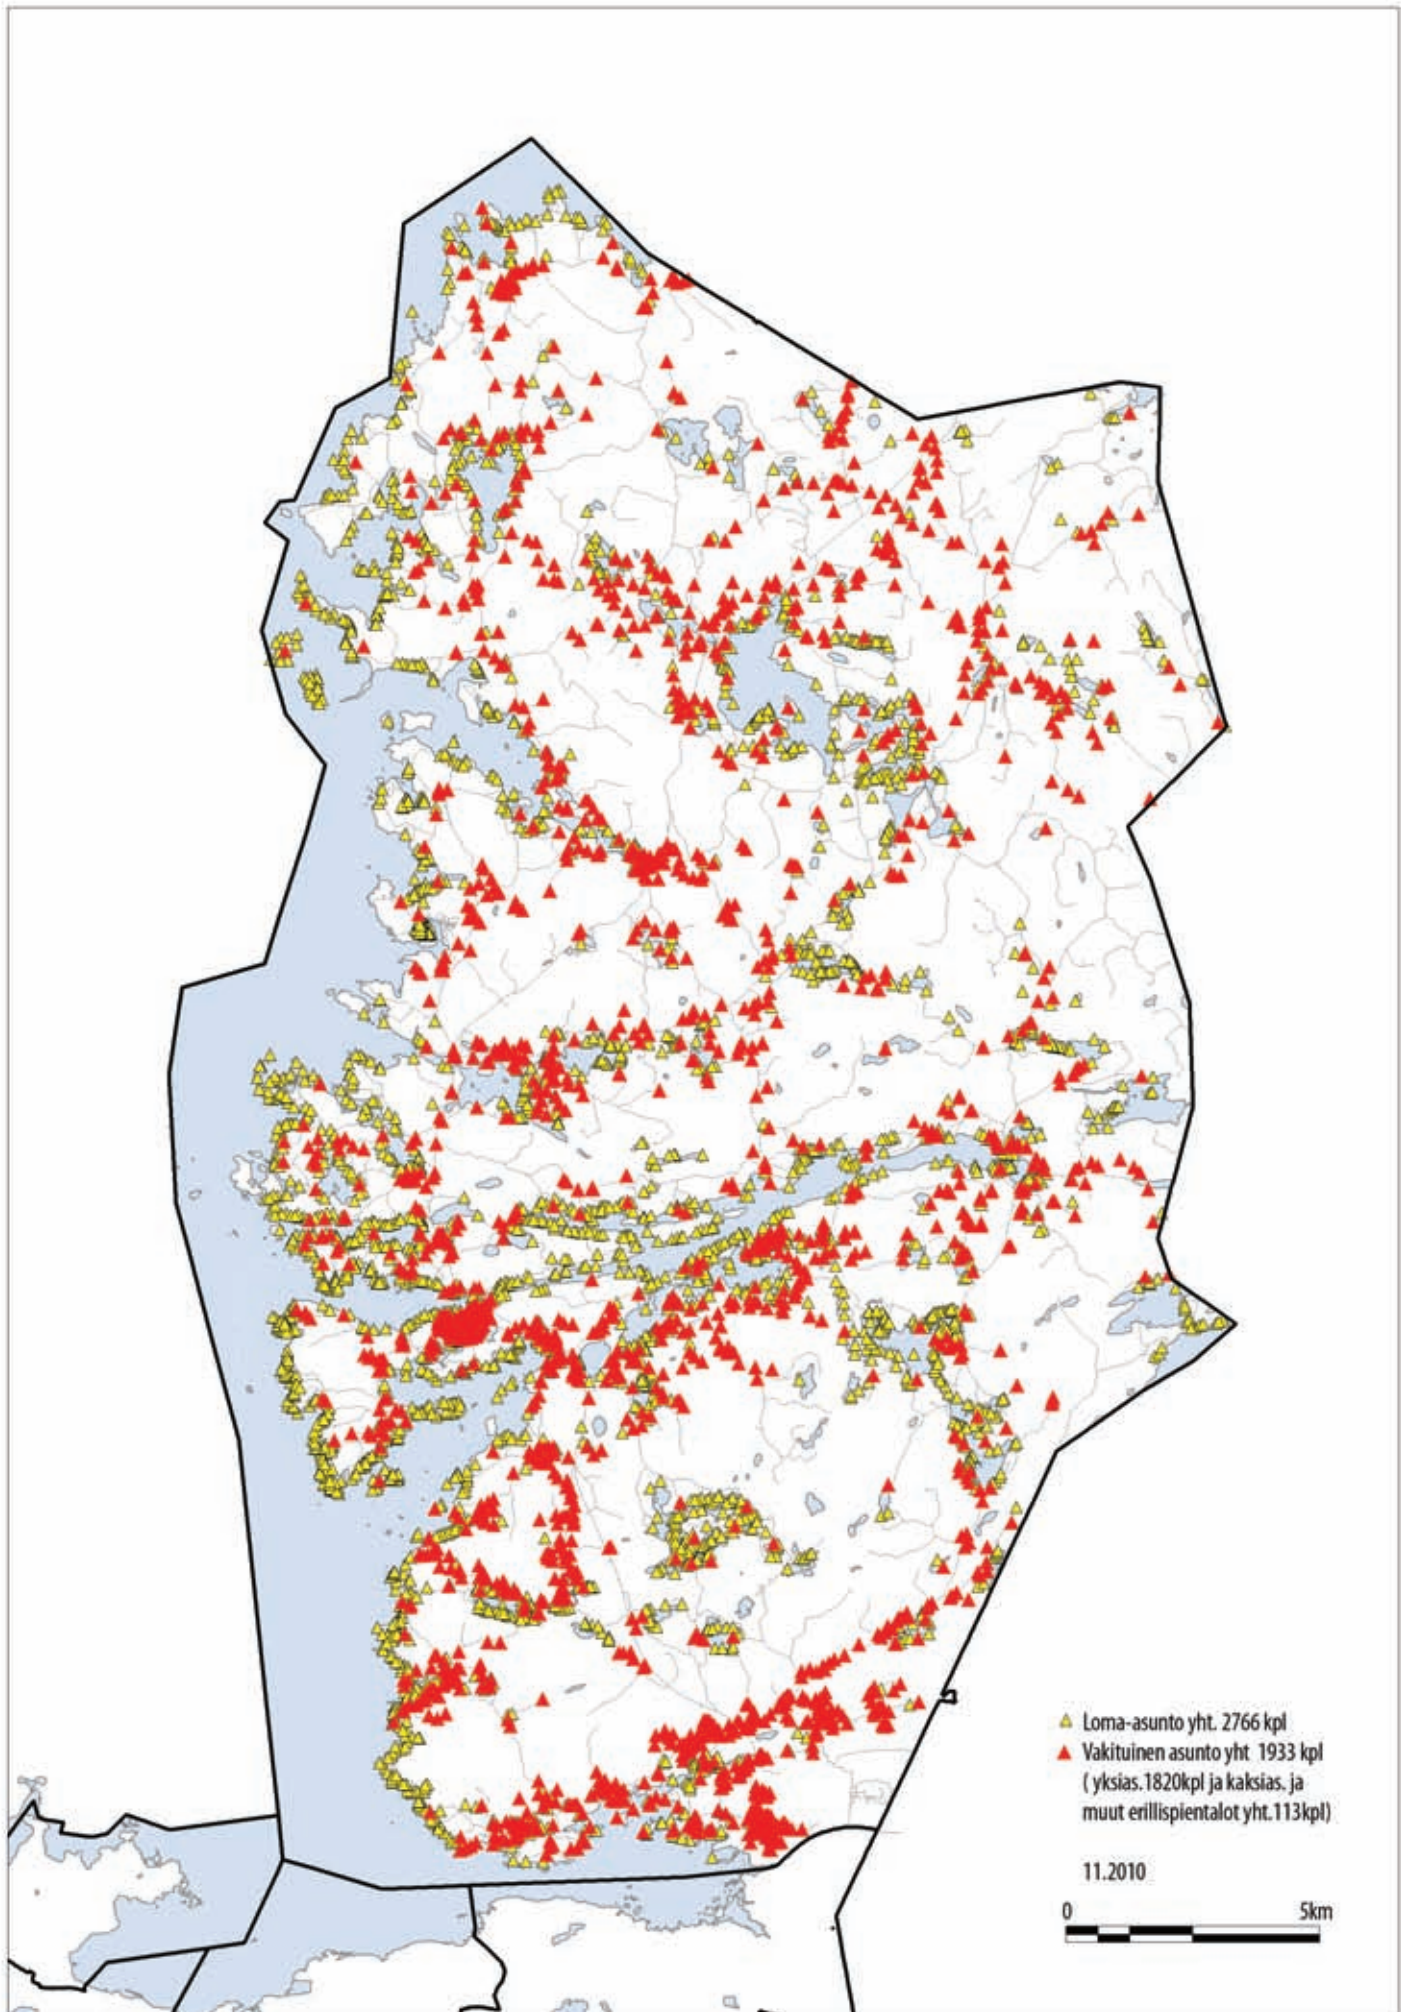 Loma-asunto yht. 2766 kpl
Vakituinen asunto yht 1933 kpl
( yksias.1820kpl ja kaksias. ja
muut erillispientalot yht.113kpl)
11.2010
0 5km